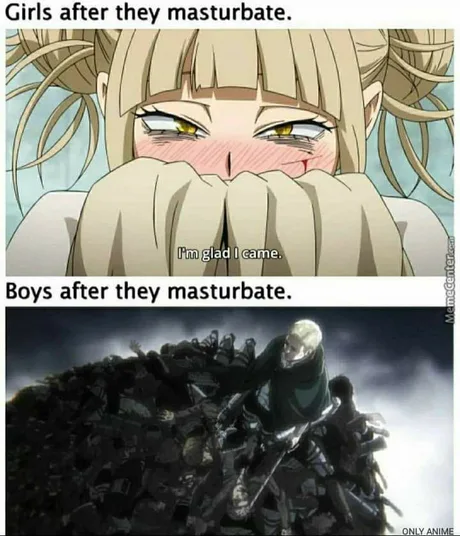 Girls after they masturbate.
I'm glad I came.
MemeCenter.com
Boys after they masturbate.
ONLY ANIME